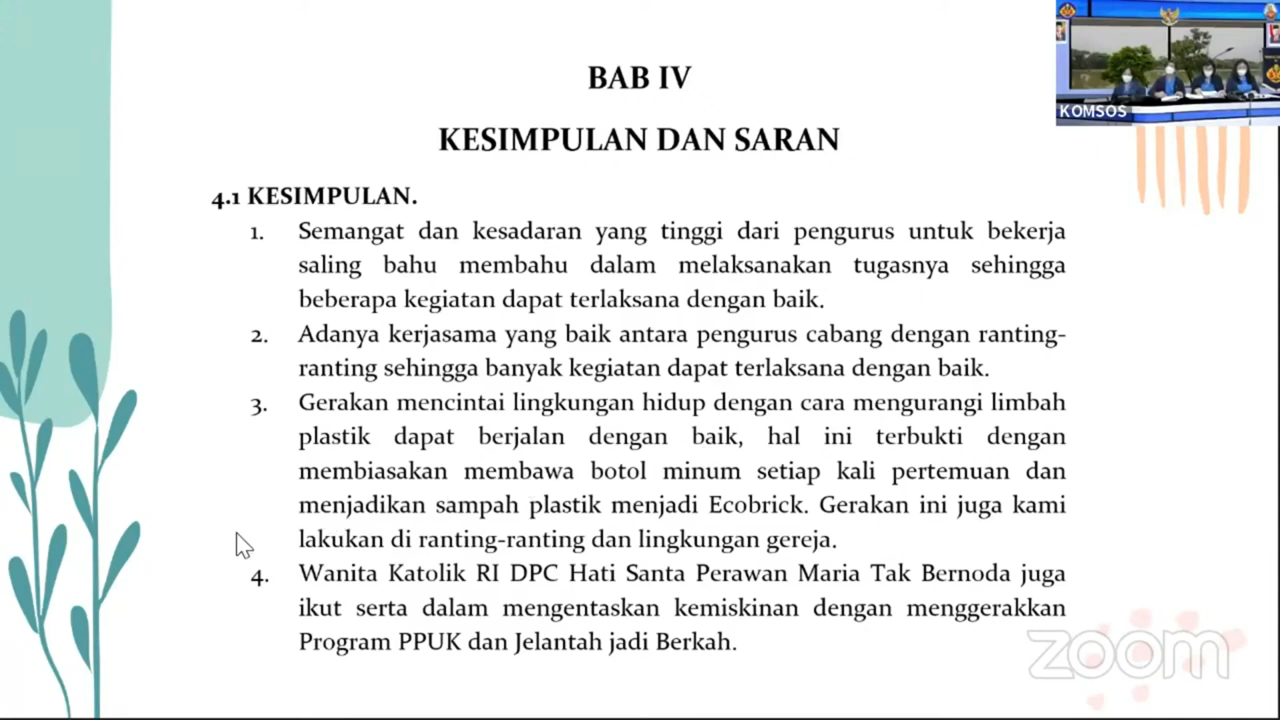 BAB IV
KESIMPULAN DAN SARAN
4.1 KESIMPULAN.
1. Semangat dan kesadaran yang tinggi dari pengurus untuk bekerja
saling bahu membahu dalam melaksanakan tugasnya sehingga
beberapa kegiatan dapat terlaksana dengan baik.
2. Adanya kerjasama yang baik antara pengurus cabang dengan ranting-
ranting sehingga banyak kegiatan dapat terlaksana dengan baik.
3. Gerakan mencintai lingkungan hidup dengan cara mengurangi limbah
plastik dapat berjalan dengan baik, hal ini terbukti dengan
membiasakan membawa botol minum setiap kali pertemuan dan
menjadikan sampah plastik menjadi Ecobrick. Gerakan ini juga kami
lakukan di ranting-ranting dan lingkungan gereja.
4. Wanita Katolik RI DPC Hati Santa Perawan Maria Tak Bernoda juga
ikut serta dalam mengentaskan kemiskinan dengan menggerakkan
Program PPUK dan Jelantah jadi Berkah.
KOMSOS
zoom